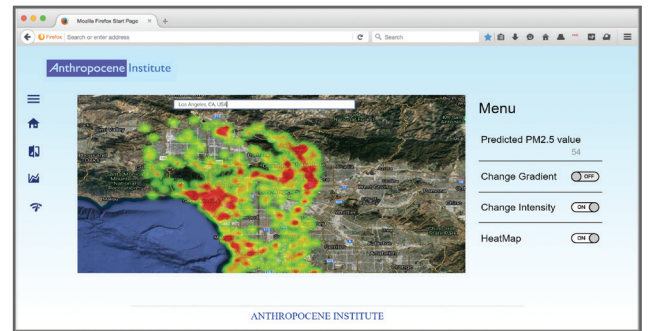 Mozilla Firefox Start Page
Firefox
Search or enter address
Search
Anthropocene Institute
Los Angeles, CA, USA
Menu
Predicted PM2.5 value
54
Change Gradient
OFF
Change Intensity
ON
HeatMap
ON
ANTHROPOCENE INSTITUTE